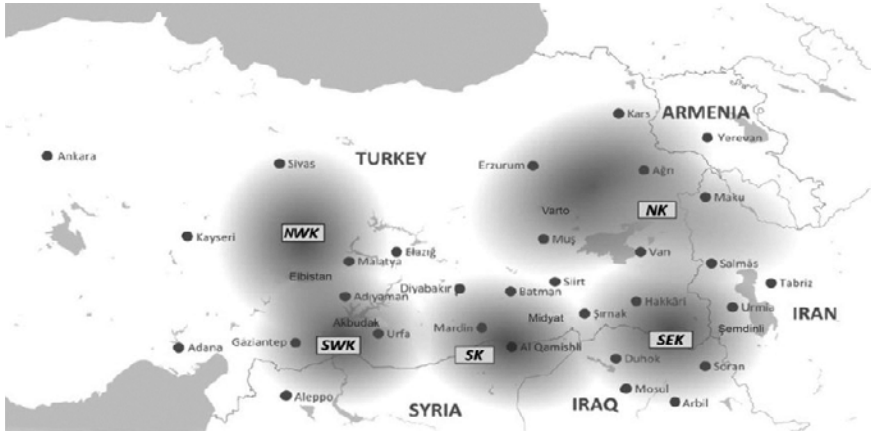 Kars
ARMENIA
Yerevan
Ankara
Sivas
TURKEY
Erzurum
Ağrı
Maku
Varto
NK
NWK
Kayseri
Muş
Elazığ
Van
Malatya
Salmás
Elbistan
Siirt
Tabriz
Diyabakır
Batman
Adıyaman
Hakkâri
Urmia
IRAN
Midyat
Şırnak
Akbudak
Mardin
Şemdinli
Urfa
Gaziantep
SWK
SEK
Adana
SK
Al Qamishli
Duhok
Soran
Mosul
Aleppo
SYRIA
IRAQ
Arbil